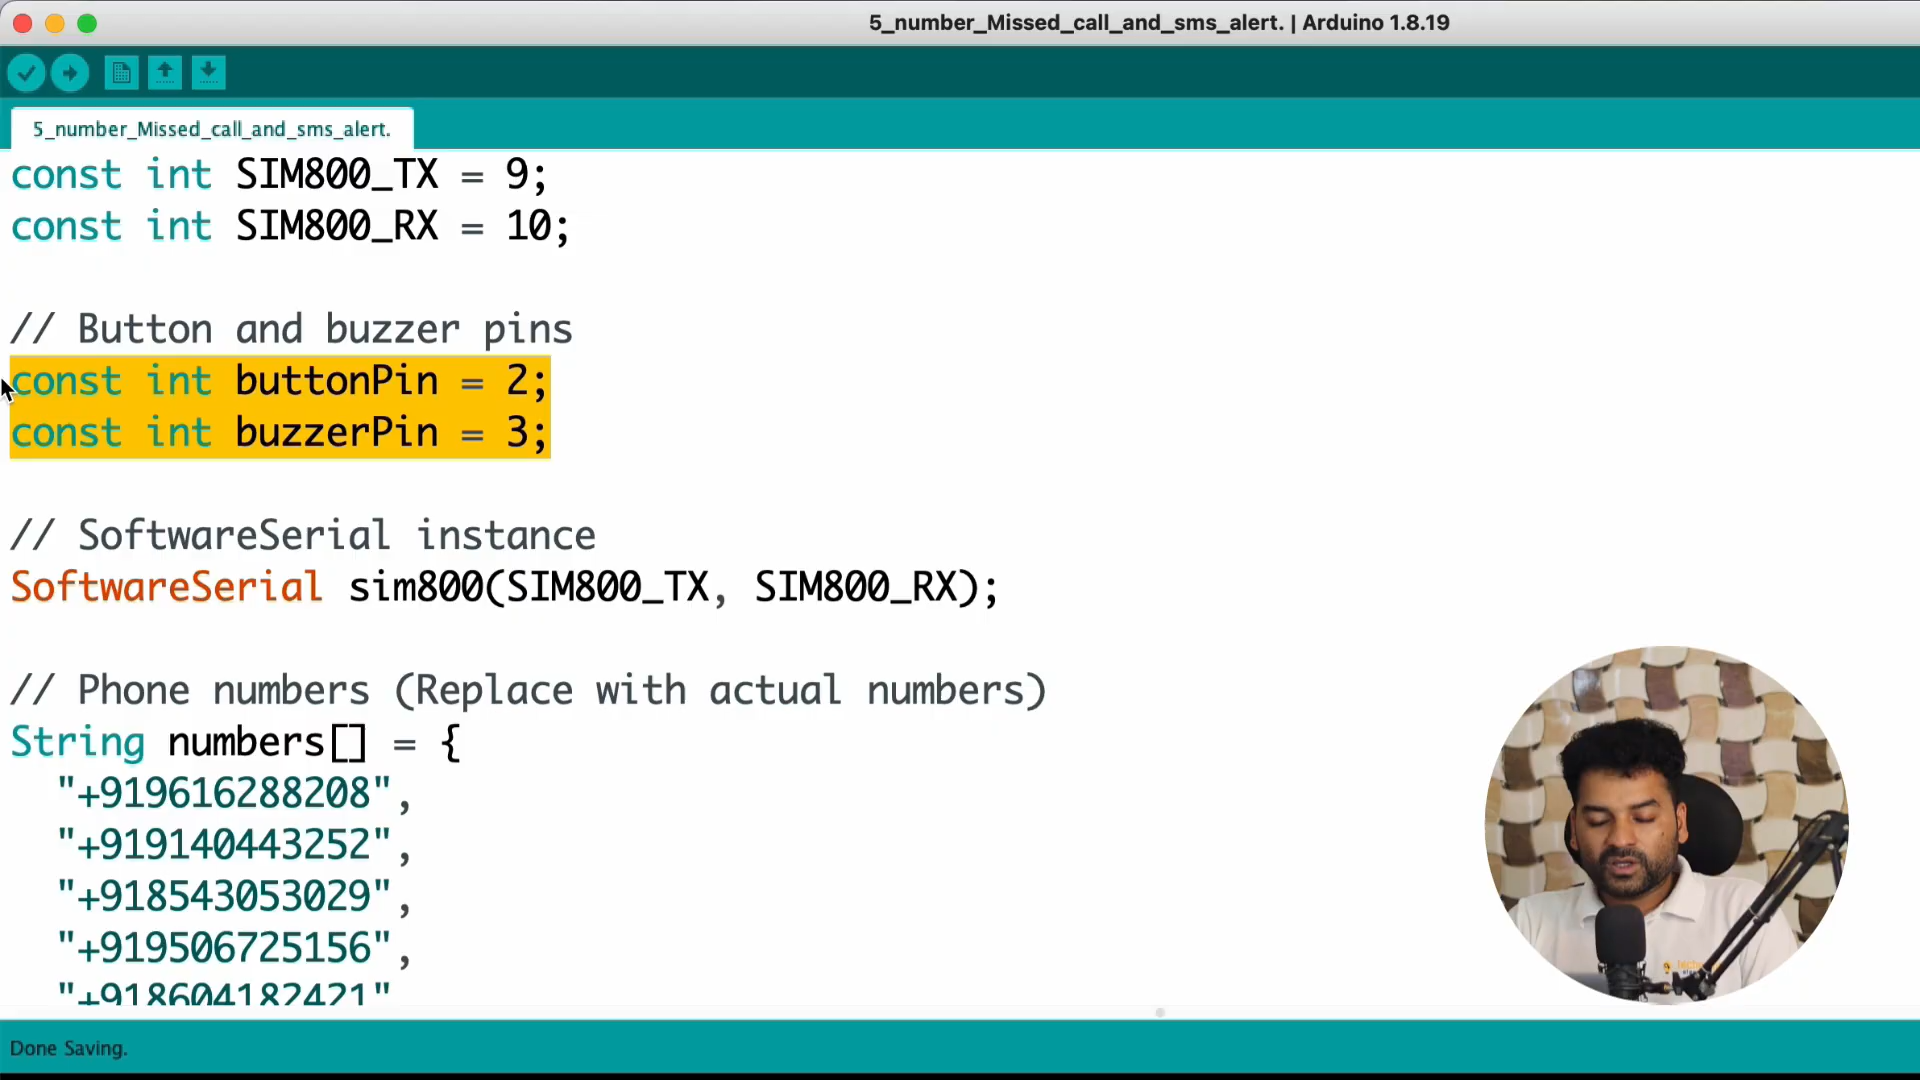 5_number_Missed_call_and_sms_alert. | Arduino 1.8.19
5_number_Missed_call_and_sms_alert.
const int SIM800_TX = 9;
const int SIM800_RX = 10;
// Button and buzzer pins
const int buttonPin = 2;
const int buzzerPin = 3;
// SoftwareSerial instance
SoftwareSerial sim800(SIM800_TX, SIM800_RX);
// Phone numbers (Replace with actual numbers)
String numbers[] = {
"+919616288208",
"+919140443252",
"+918543053029",
"+919506725156",
"+918604182421"
Done Saving.